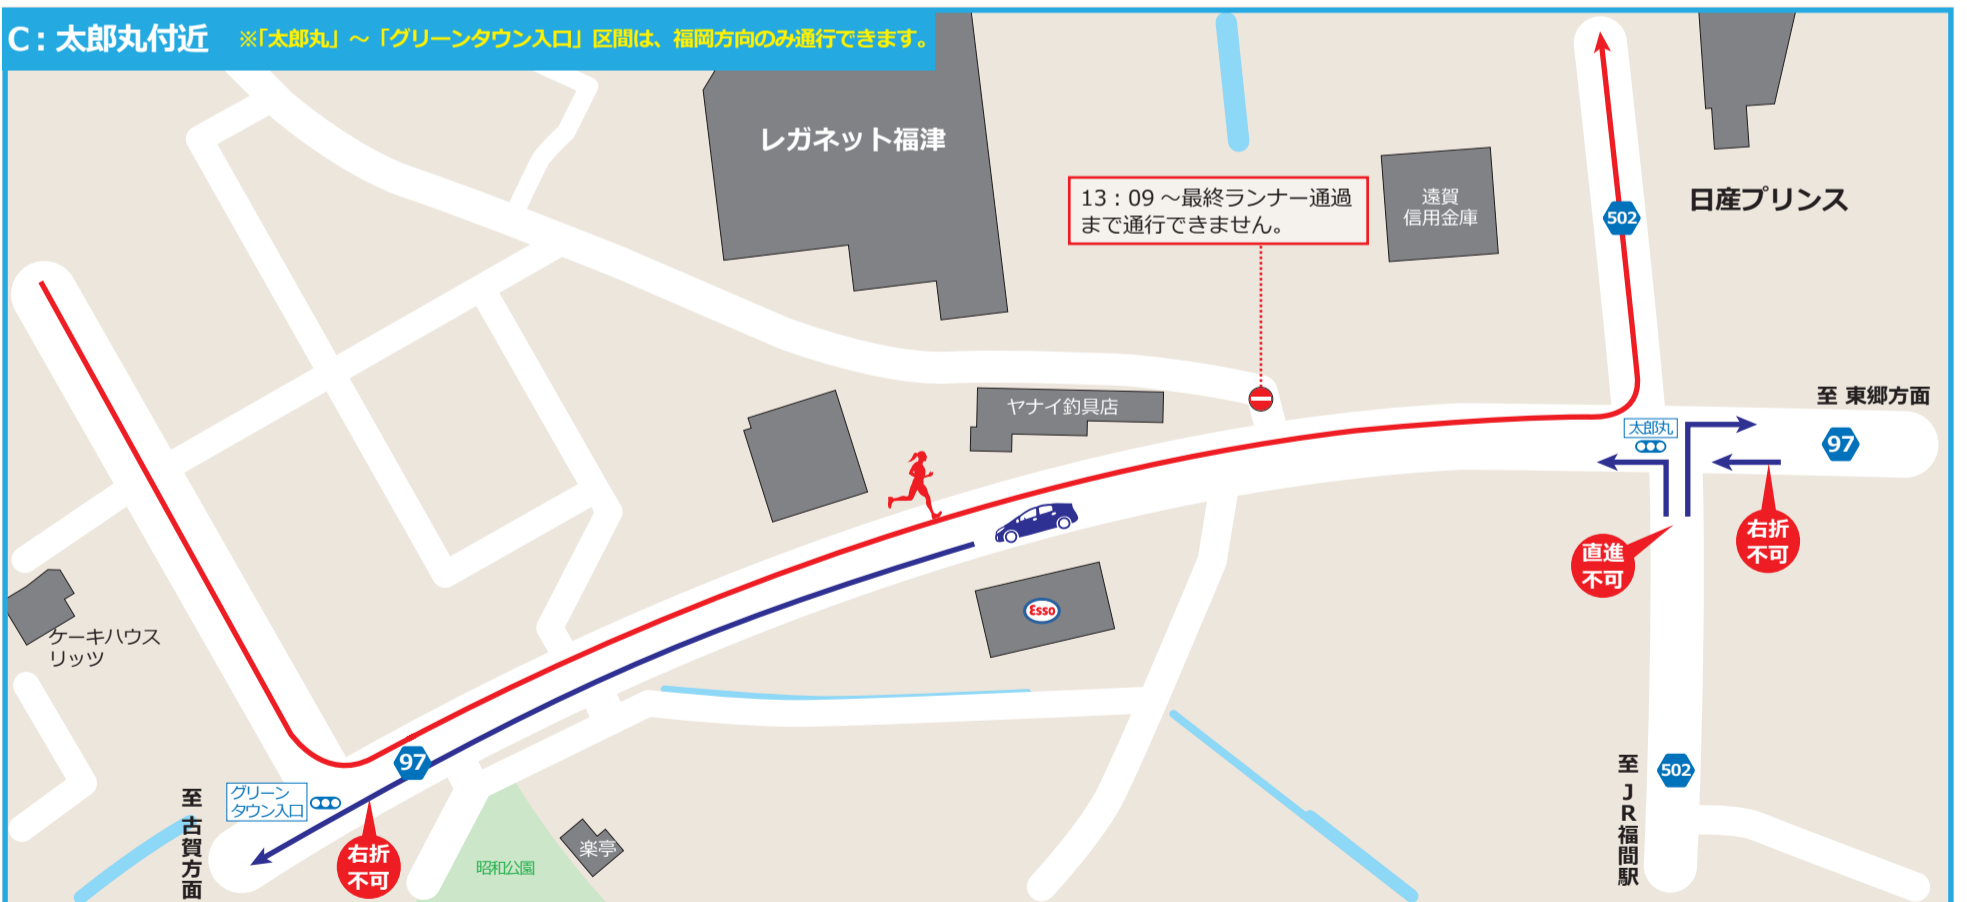 C：太郎丸付近
※「太郎丸」～「グリーンタウン入口」区間は、福岡方向のみ通行できます。
レガネット福津
13：09 ～最終ランナー通過
まで通行できません。
遠賀
信用金庫
502
日産プリンス
至 東郷方面
ヤナイ釣具店
太郎丸
97
右折
不可
直進
不可
Esso
ケーキハウス
リッツ
97
グリーン
タウン入口
至 古賀方面
右折
不可
楽亭
昭和公園
至 JR福間駅
502